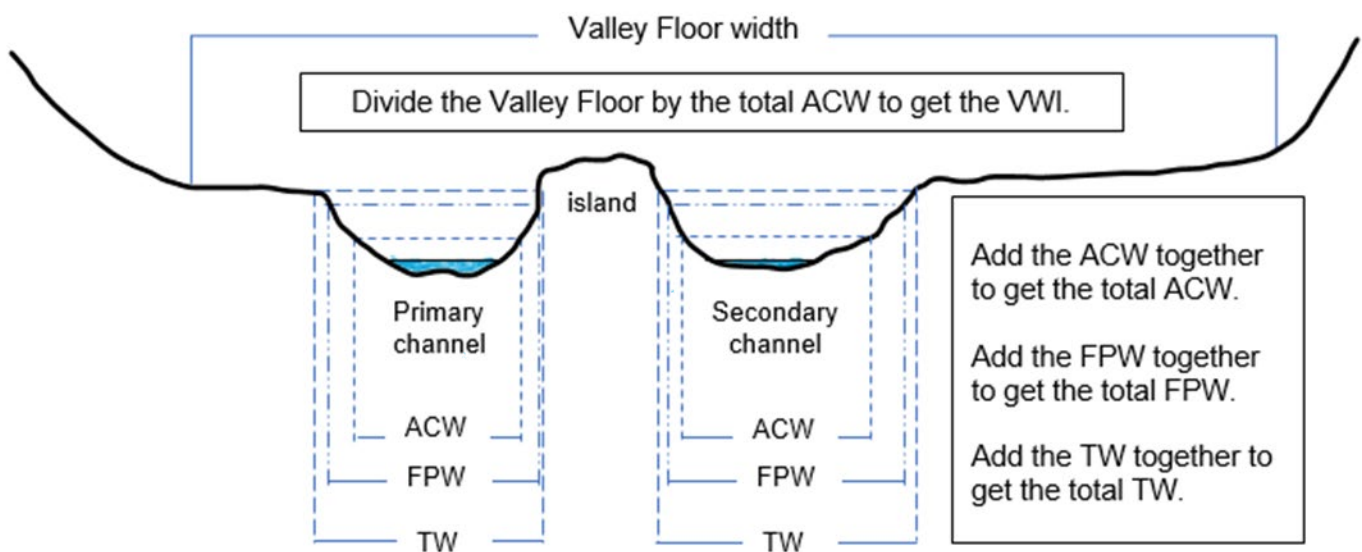 Valley Floor width
Divide the Valley Floor by the total ACW to get the VWI.
island
Primary
channel
Secondary
channel
ACW
ACW
FPW
FPW
TW
TW
Add the ACW together
to get the total ACW.
Add the FPW together
to get the total FPW.
Add the TW together to
get the total TW.